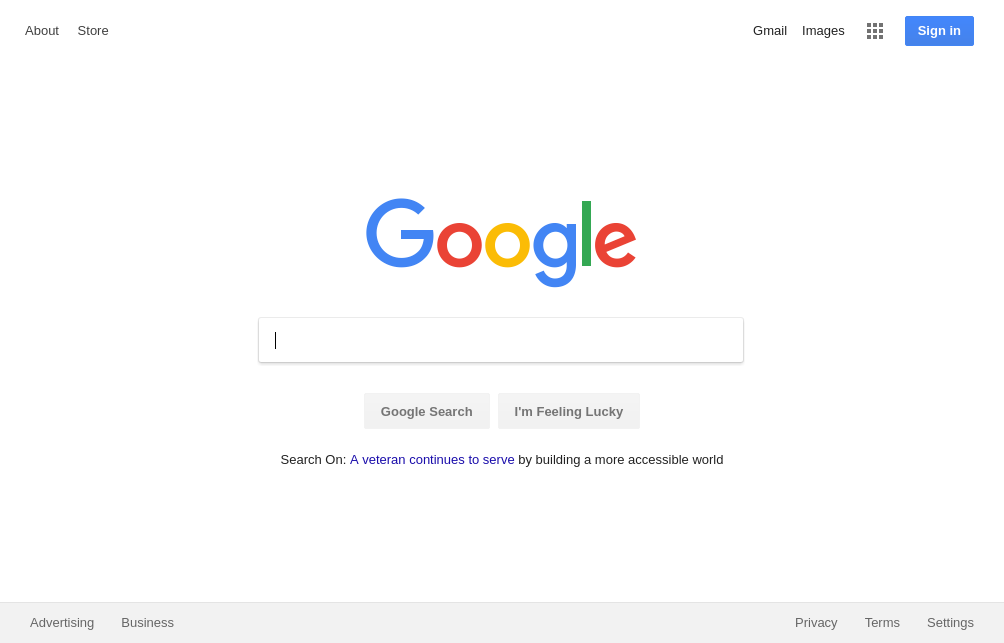 About Store Gmail Images Sign in
Google
Google Search I'm Feeling Lucky
Search On: A veteran continues to serve by building a more accessible world
Advertising Business Privacy Terms Settings